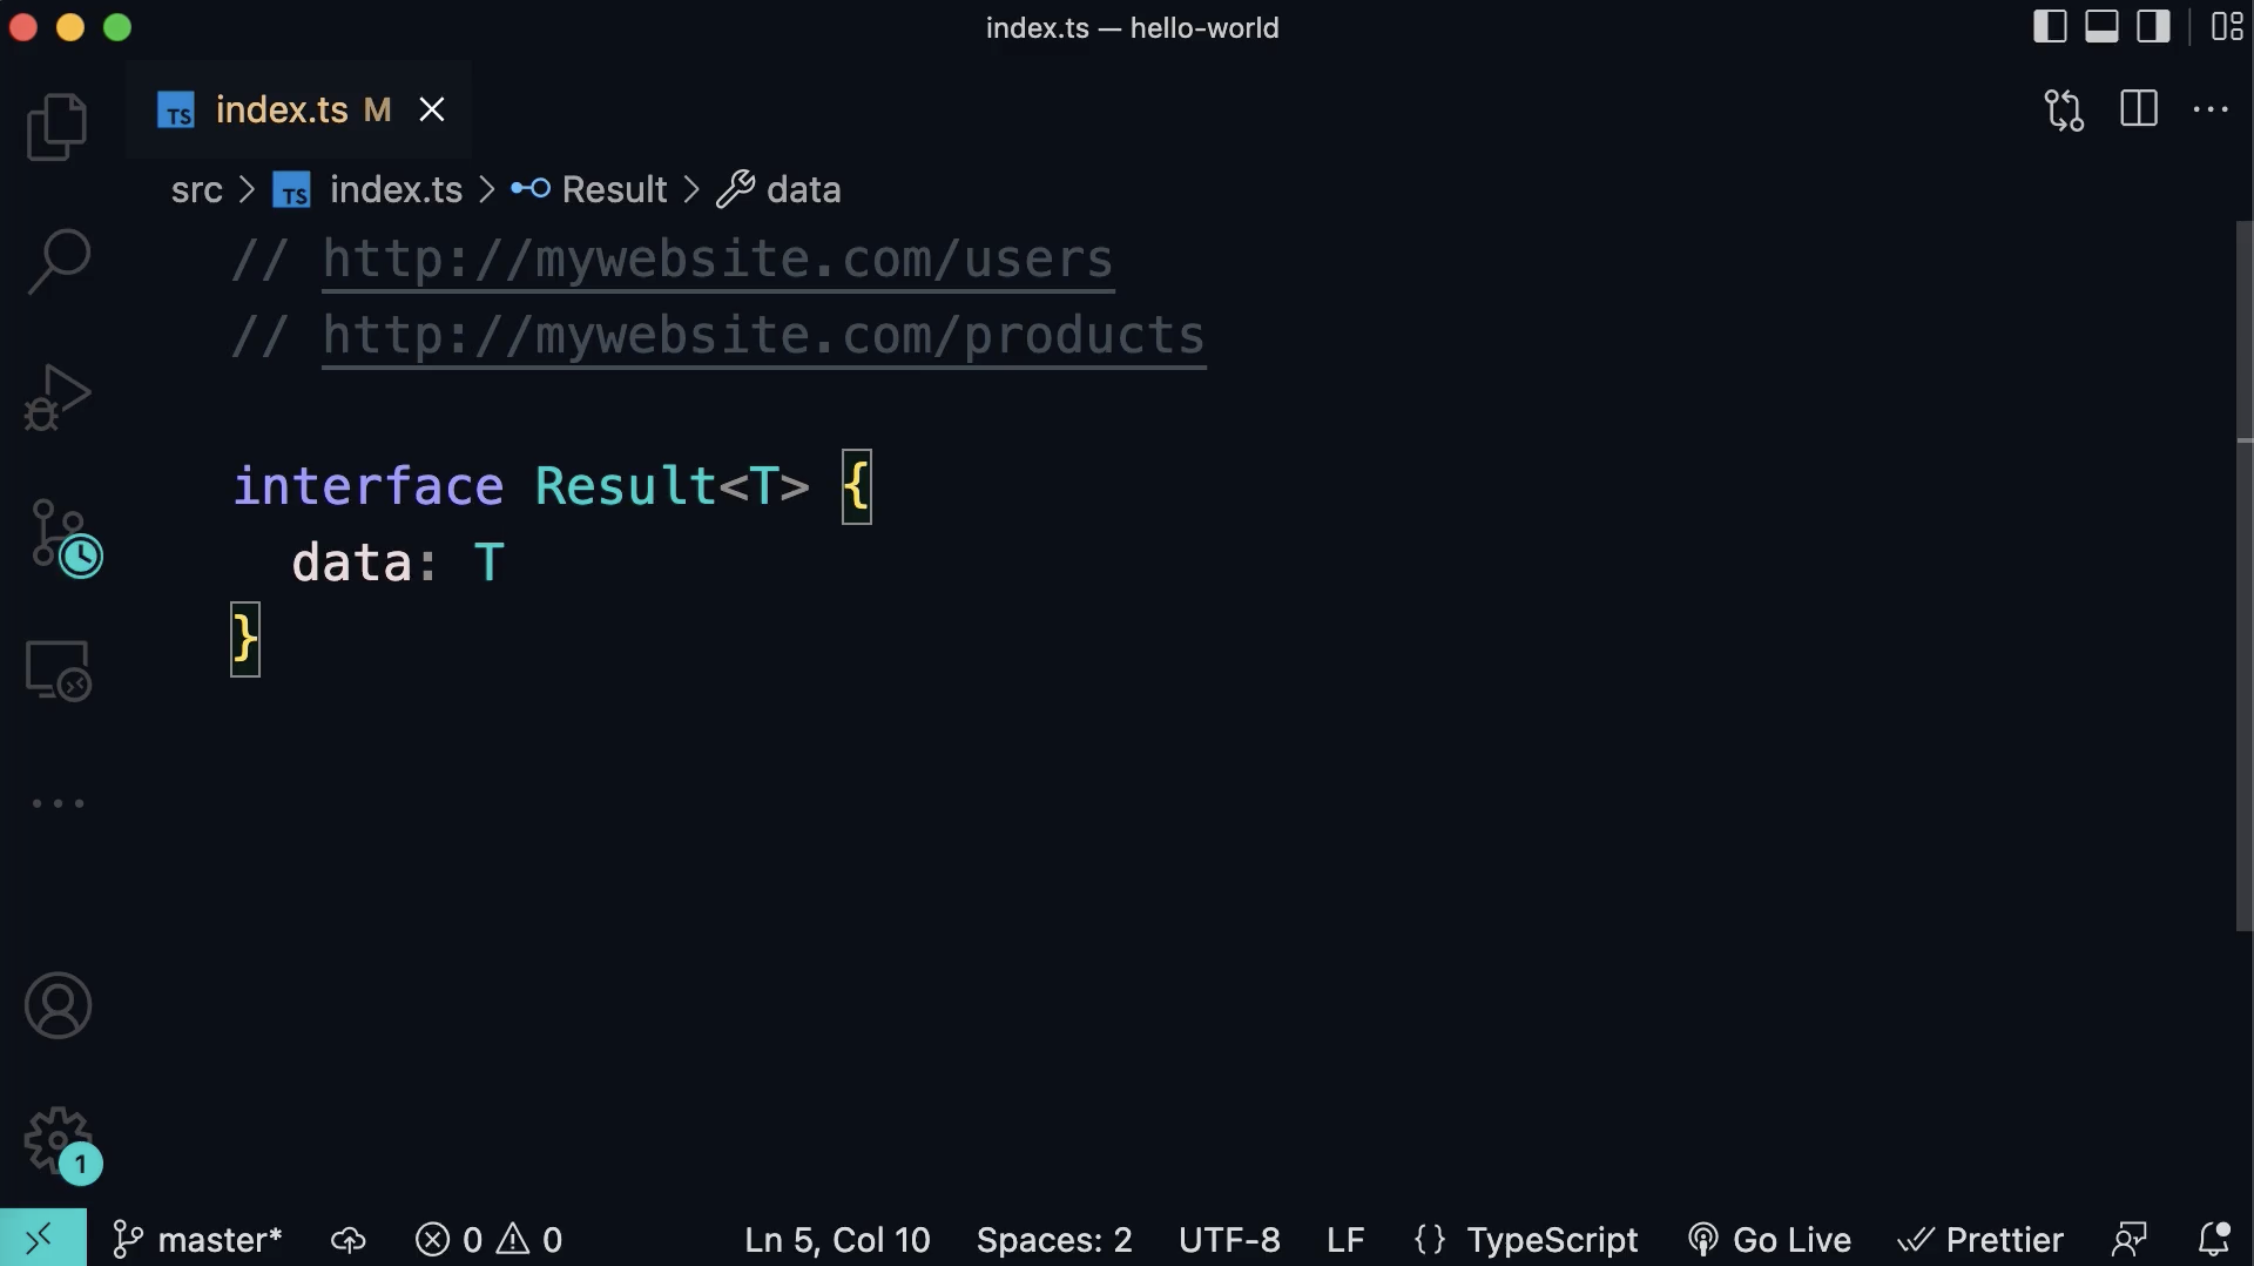 index.ts — hello-world
TS index.ts M
src > TS index.ts > Result > data
// http://mywebsite.com/users
// http://mywebsite.com/products
interface Result<T> {
data: T
}
1
master* 0 0 Ln 5, Col 10 Spaces: 2 UTF-8 LF {} TypeScript Go Live Prettier